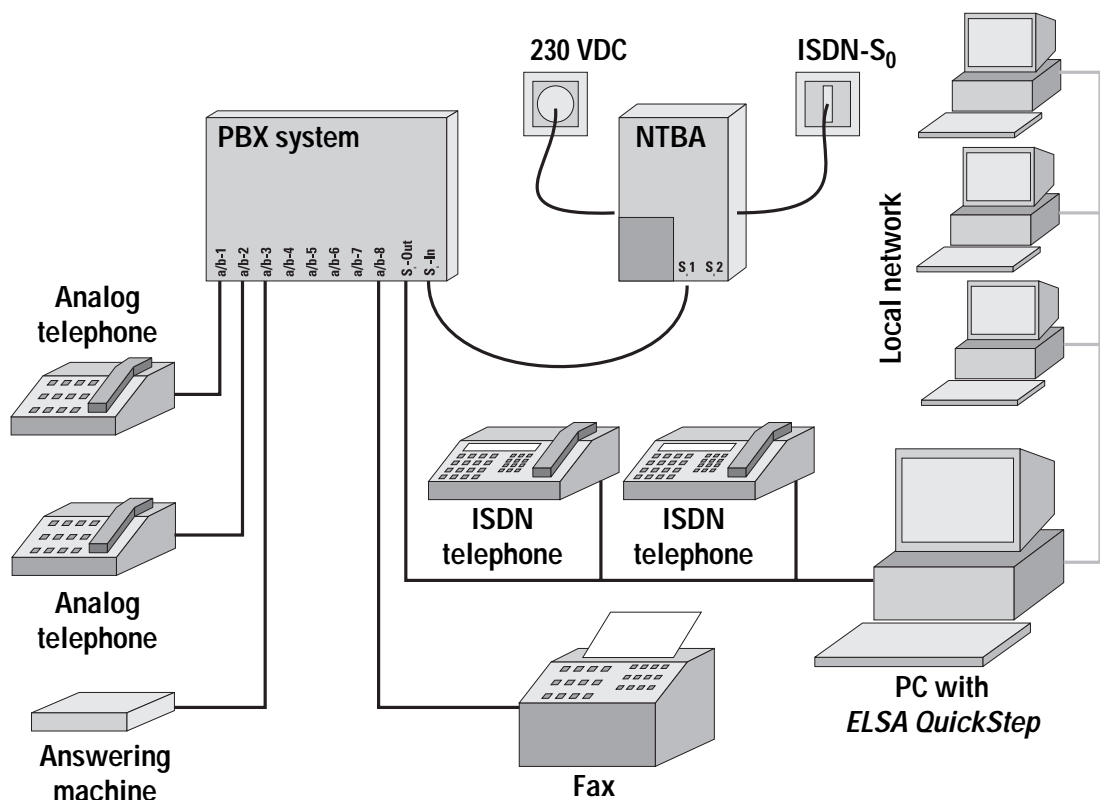 230 VDC
ISDN-S0
PBX system
NTBA
a/b-1
a/b-2
a/b-3
a/b-4
a/b-5
a/b-6
a/b-7
a/b-8
S₀-Out
S₀-In
S₀1
S₀2
Local network
Analog
telephone
ISDN
telephone
ISDN
telephone
Analog
telephone
PC with
ELSA QuickStep
Answering
machine
Fax